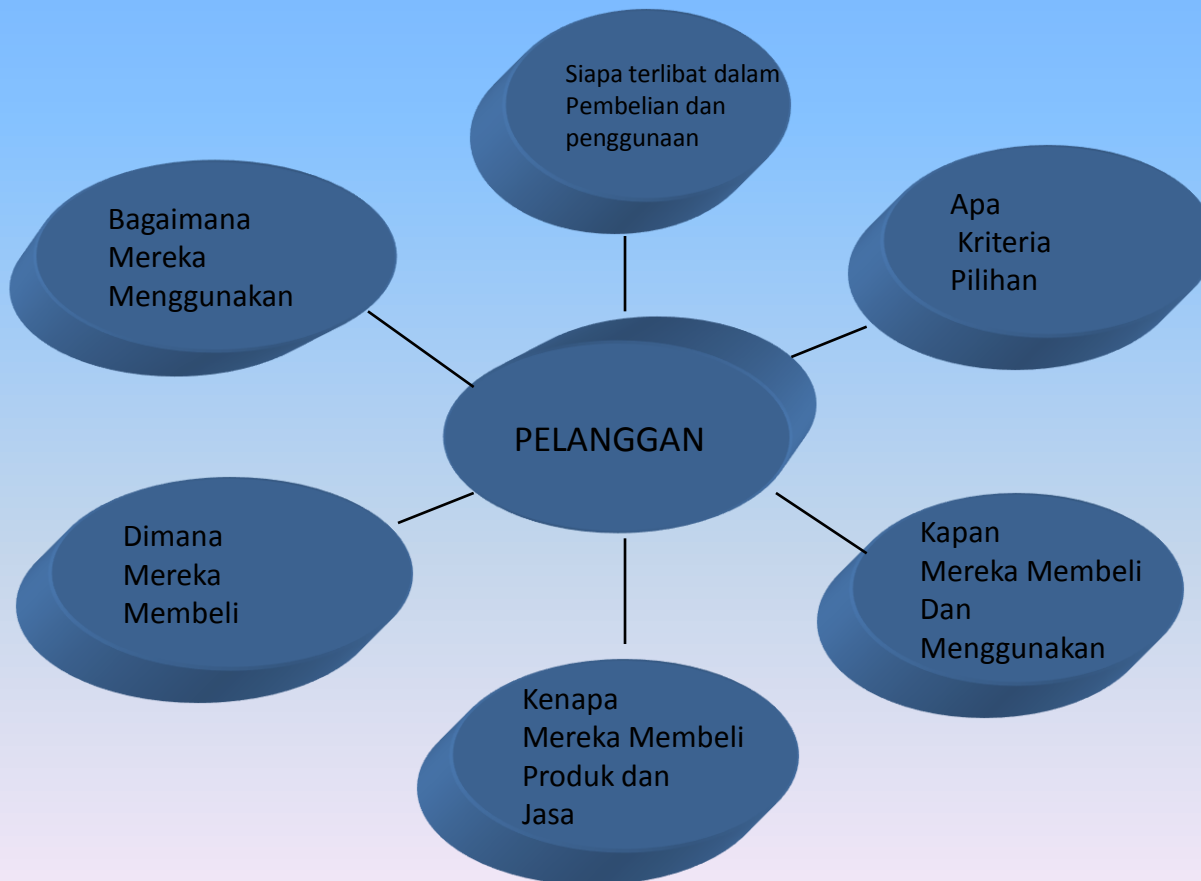 Siapa terlibat dalam
Pembelian dan
penggunaan
Bagaimana
Mereka
Menggunakan
Apa
Kriteria
Pilihan
PELANGGAN
Dimana
Mereka
Membeli
Kapan
Mereka Membeli
Dan
Menggunakan
Kenapa
Mereka Membeli
Produk dan
Jasa